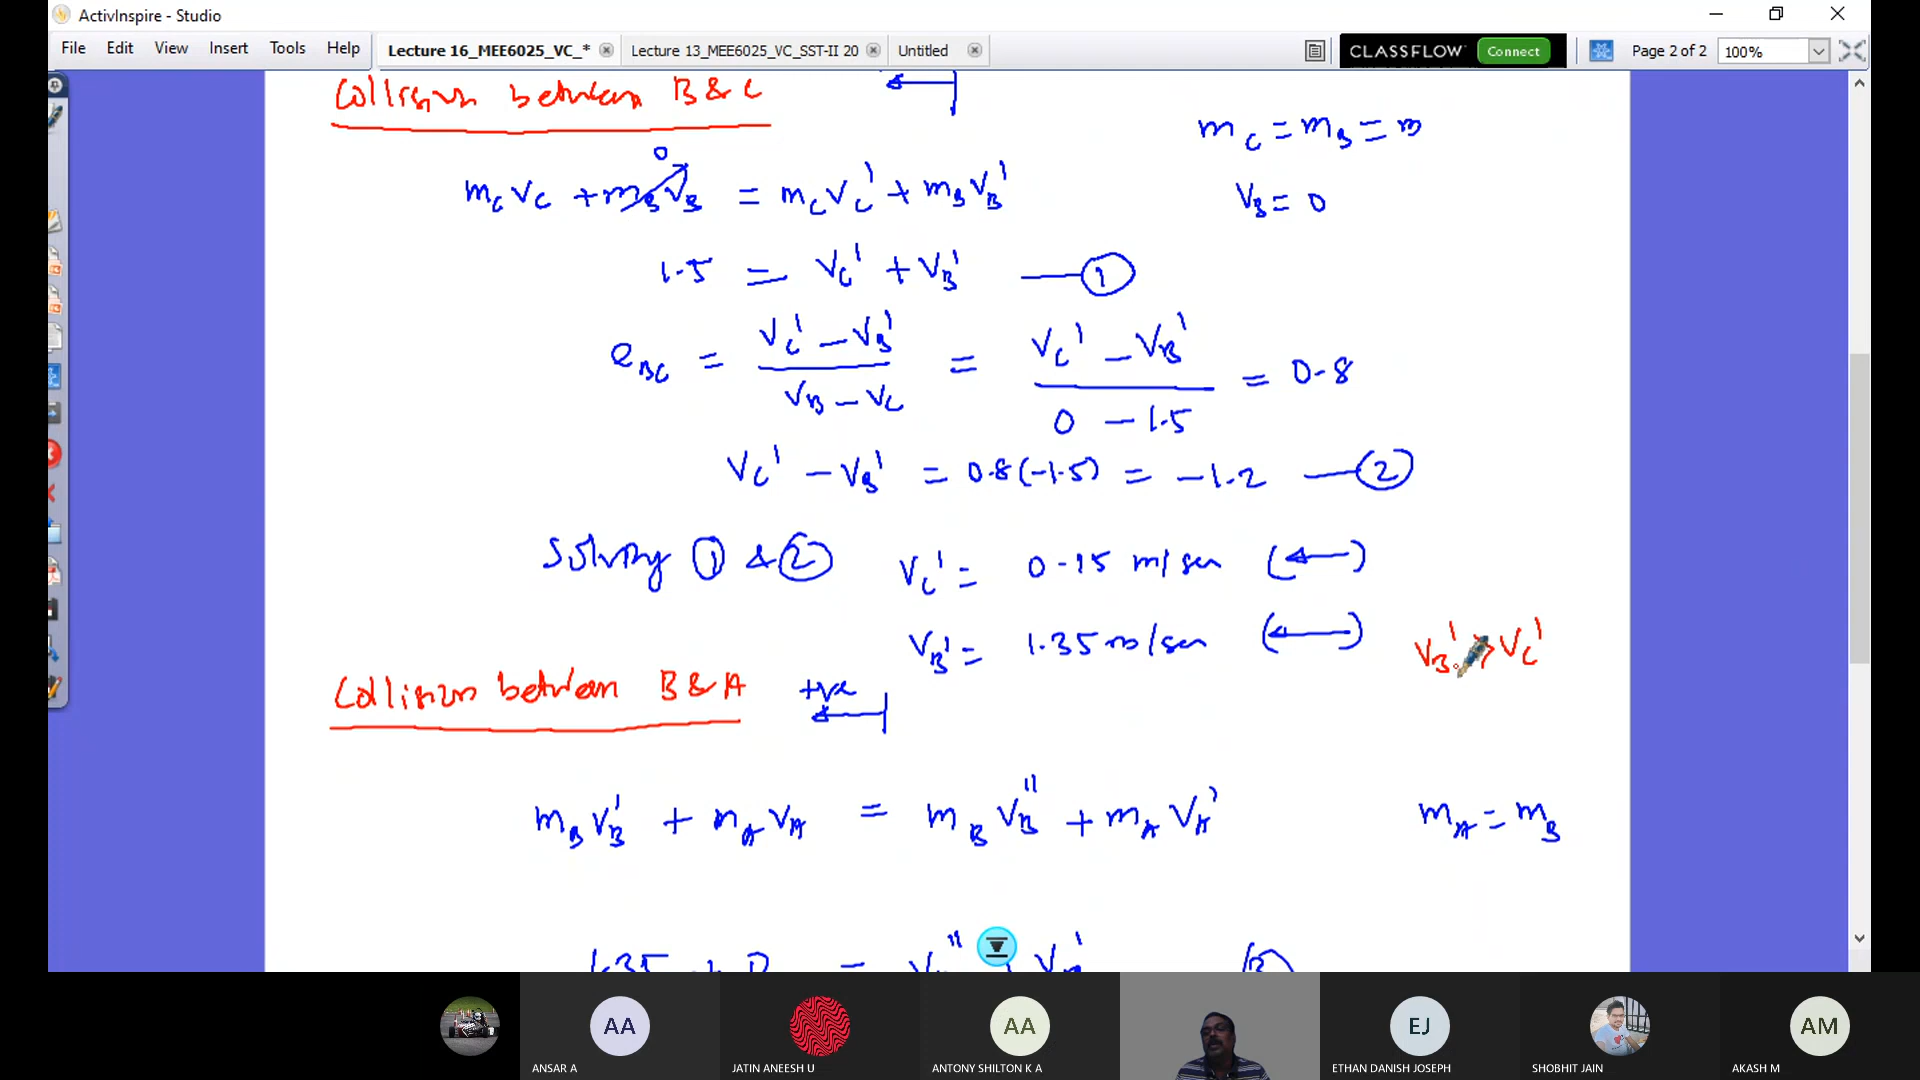 ActivInspire - Studio
File Edit View Insert Tools Help
Lecture 16_MEE6025_VC_* Lecture 13_MEE6025_VC_SST-II 20 Untitled
CLASSFLOW Connect Page 2 of 2 100%
Collision between B & C
m_C = m_B = m
0
m_C V_C + m_B V_B = m_C V_C' + m_B V_B'
V_B = 0
1.5 = V_C' + V_B' — ①
e_BC = (V_C' - V_B') / (V_B - V_C) = (V_C' - V_B') / (0 - 1.5) = 0.8
V_C' - V_B' = 0.8(-1.5) = -1.2 — ②
Solving ① & ② V_C' = 0.15 m/sec (←)
V_B' = 1.35 m/sec (←) V_B' > V_C'
Collision between B & A +ve
m_B V_B' + m_A V_A = m_B V_B'' + m_A V_A' m_A = m_B
1.35 + 0 =
AA AA EJ AM
ANSAR A JATIN ANEESH U ANTONY SHILTON K A ETHAN DANISH JOSEPH SHOBHIT JAIN AKASH M